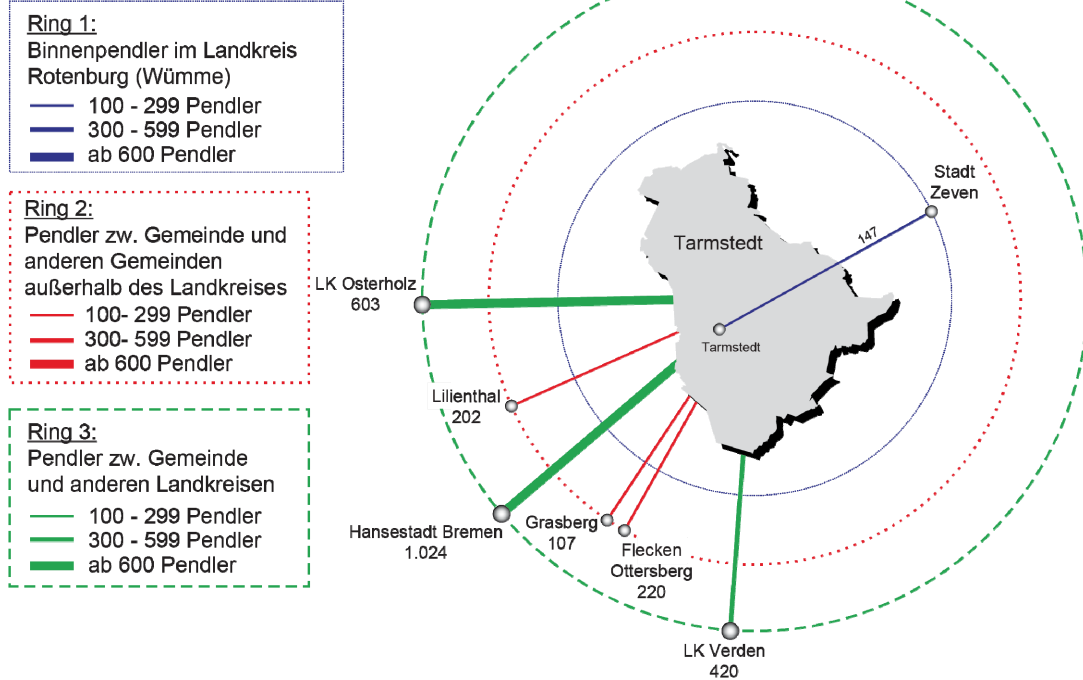 Ring 1:
Binnenpendler im Landkreis
Rotenburg (Wümme)
100 - 299 Pendler
300 - 599 Pendler
ab 600 Pendler
Ring 2:
Pendler zw. Gemeinde und
anderen Gemeinden
außerhalb des Landkreises
100- 299 Pendler
300- 599 Pendler
ab 600 Pendler
Ring 3:
Pendler zw. Gemeinde
und anderen Landkreisen
100 - 299 Pendler
300 - 599 Pendler
ab 600 Pendler
Stadt
Zeven
147
Tarmstedt
Tarmstedt
LK Osterholz
603
Lilienthal
202
Hansestadt Bremen
1.024
Grasberg
107
Flecken
Ottersberg
220
LK Verden
420